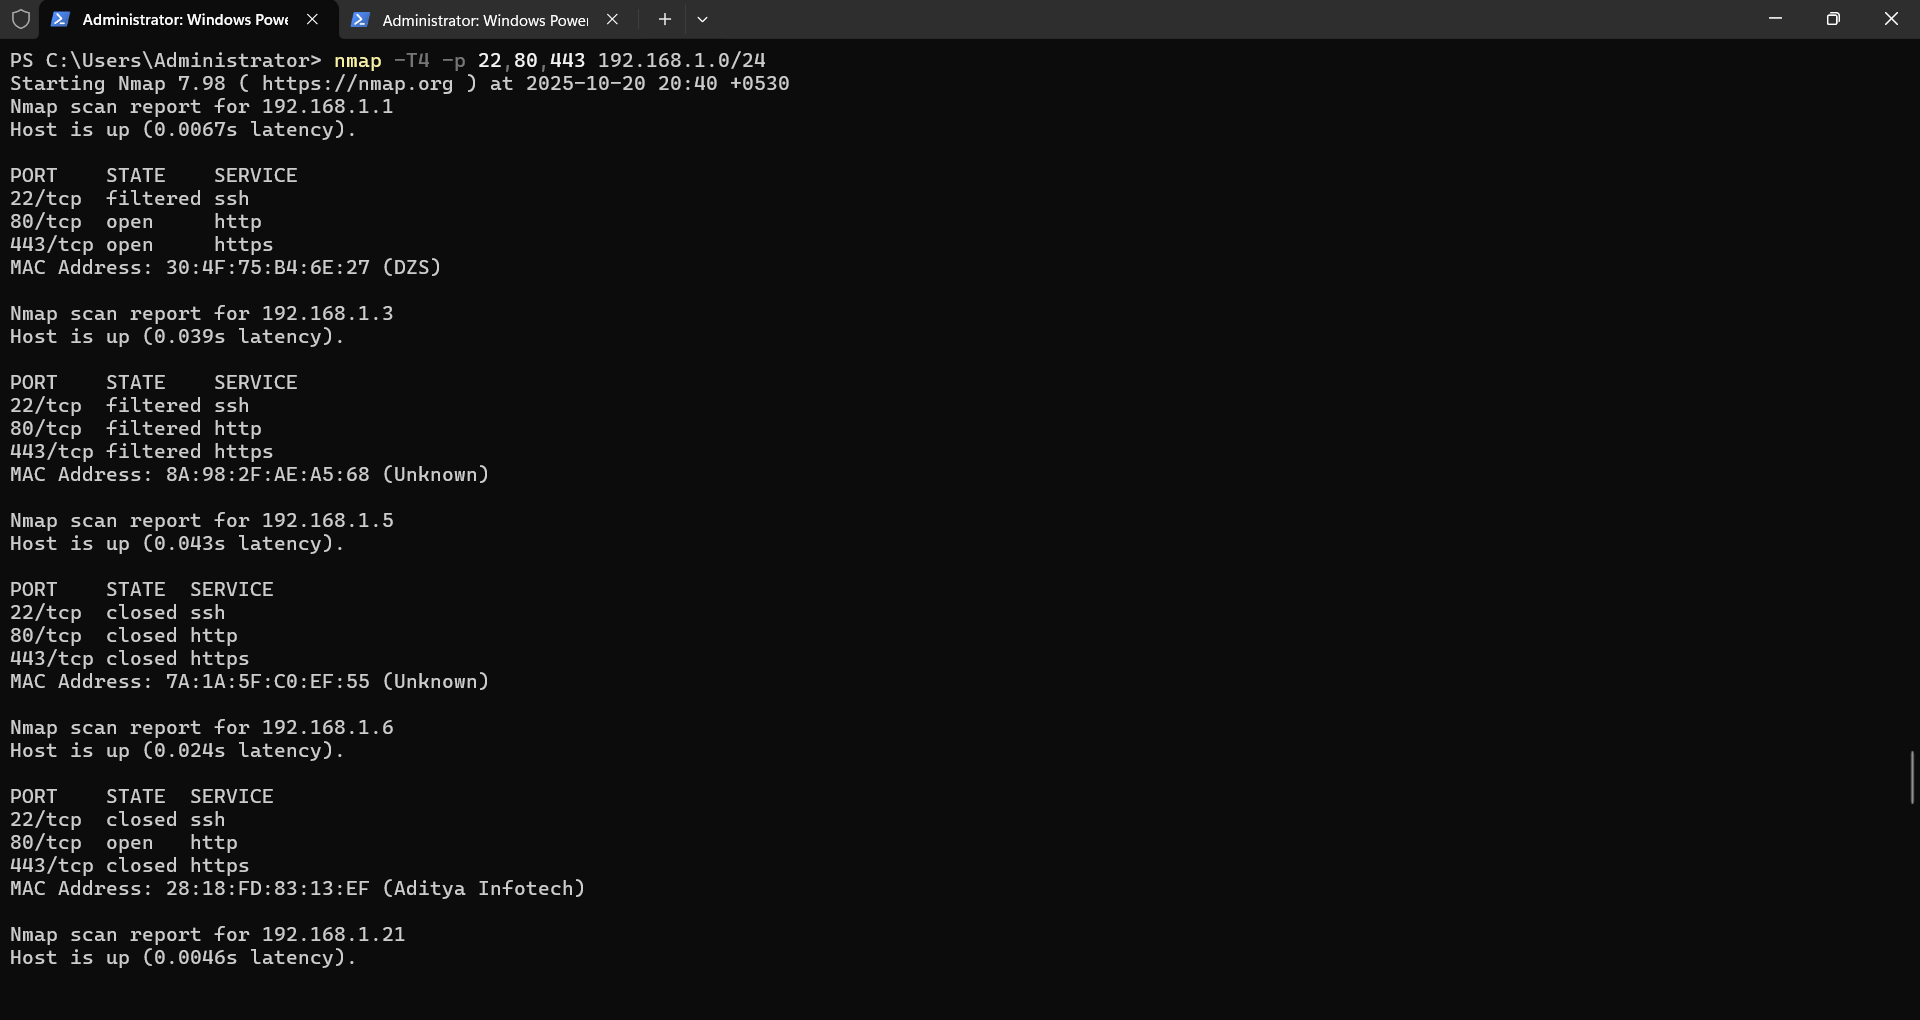 Administrator: Windows Powe
Administrator: Windows Power
PS C:\Users\Administrator> nmap -T4 -p 22,80,443 192.168.1.0/24
Starting Nmap 7.98 ( https://nmap.org ) at 2025-10-20 20:40 +0530
Nmap scan report for 192.168.1.1
Host is up (0.0067s latency).

PORT    STATE    SERVICE
22/tcp  filtered ssh
80/tcp  open     http
443/tcp open     https
MAC Address: 30:4F:75:B4:6E:27 (DZS)

Nmap scan report for 192.168.1.3
Host is up (0.039s latency).

PORT    STATE    SERVICE
22/tcp  filtered ssh
80/tcp  filtered http
443/tcp filtered https
MAC Address: 8A:98:2F:AE:A5:68 (Unknown)

Nmap scan report for 192.168.1.5
Host is up (0.043s latency).

PORT    STATE  SERVICE
22/tcp  closed ssh
80/tcp  closed http
443/tcp closed https
MAC Address: 7A:1A:5F:C0:EF:55 (Unknown)

Nmap scan report for 192.168.1.6
Host is up (0.024s latency).

PORT    STATE  SERVICE
22/tcp  closed ssh
80/tcp  open   http
443/tcp closed https
MAC Address: 28:18:FD:83:13:EF (Aditya Infotech)

Nmap scan report for 192.168.1.21
Host is up (0.0046s latency).